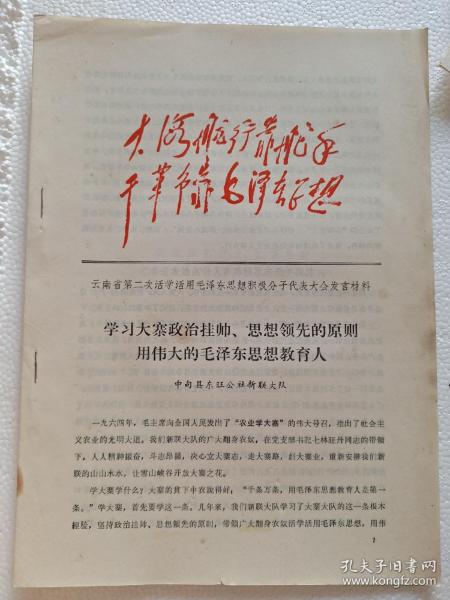 大海航行靠舵手
干革命靠毛泽东思想
云南省第二次活学活用毛泽东思想积极分子代表大会发言材料
学习大寨政治挂帅、思想领先的原则
用伟大的毛泽东思想教育人
中甸县东旺公社新联大队
一九六四年，毛主席向全国人民发出了“农业学大寨”的伟大号召，指出了社会主
义农业的光明大道。我们新联大队的广大翻身农奴，在党支部书记七林旺丹同志的带领
下，人人精神振奋，斗志昂扬，决心立大寨志，走大寨路，创大寨业，重新安排我们新
联的山山水水，让雪山峡谷开放大寨之花。
学大寨学什么？大寨的贫下中农说得好，“千条万条，用毛泽东思想教育人是第一
条。”学大寨，首先要学这一条。几年来，我们新联大队学习了大寨大队的这一条根本
经验，坚持政治挂帅、思想领先的原则，带领广大翻身农奴活学活用毛泽东思想，用伟
孔夫子旧书网
www.kongfz.com